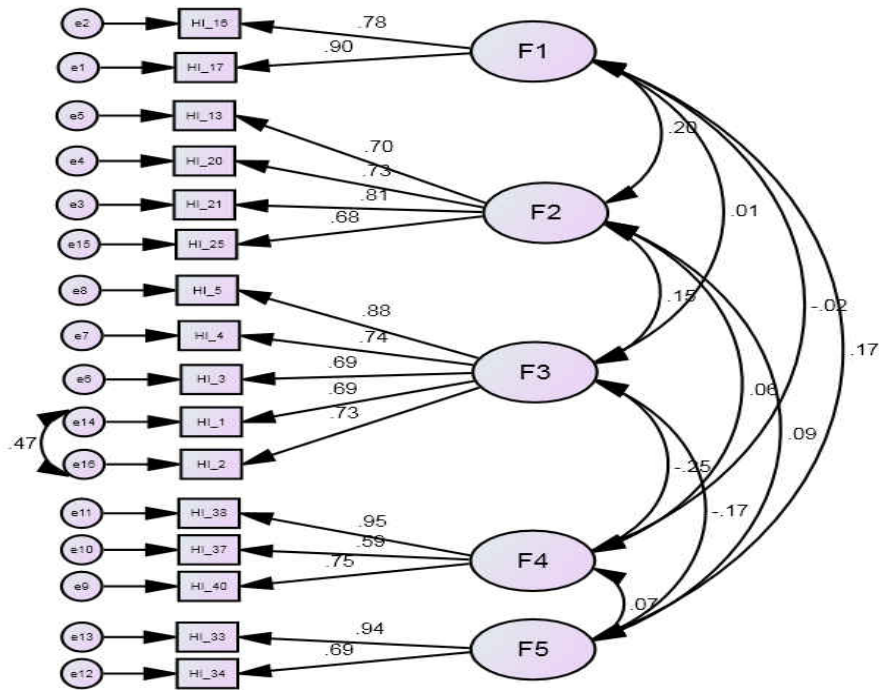 e2 HI_16 .78 F1
e1 HI_17 .90
e5 HI_13 .70 .20
e4 HI_20 .73
e3 HI_21 .81 F2 .01
e15 HI_25 .68
e8 HI_5 .88 .15 -.02
e7 HI_4 .74 .17
e6 HI_3 .69 F3
e14 HI_1 .69 .06
.47 e16 HI_2 .73 .09
-.25
e11 HI_38 .95 -.17
e10 HI_37 .59 F4
e9 HI_40 .75
.07
e13 HI_33 .94 F5
e12 HI_34 .69